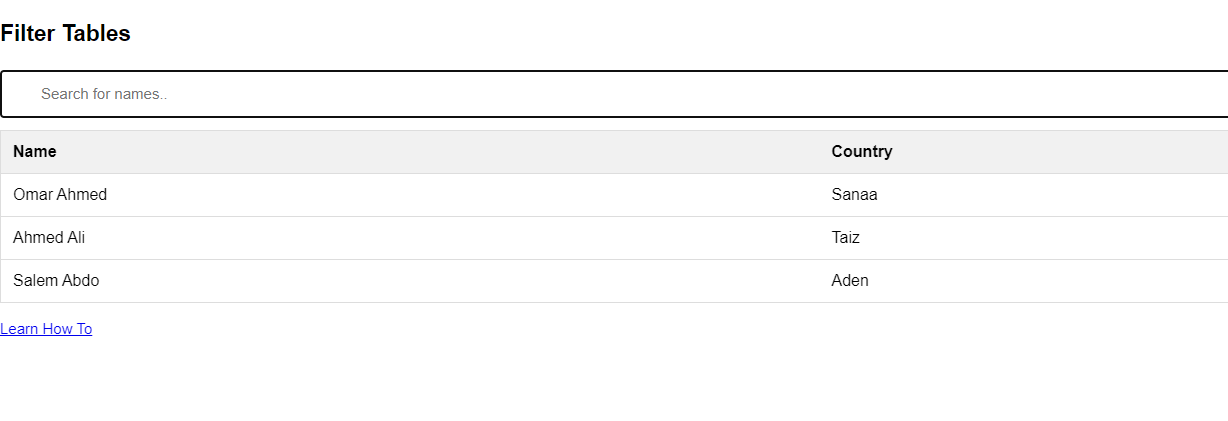 Filter Tables
Search for names..
Name Country
Omar Ahmed Sanaa
Ahmed Ali Taiz
Salem Abdo Aden
Learn How To